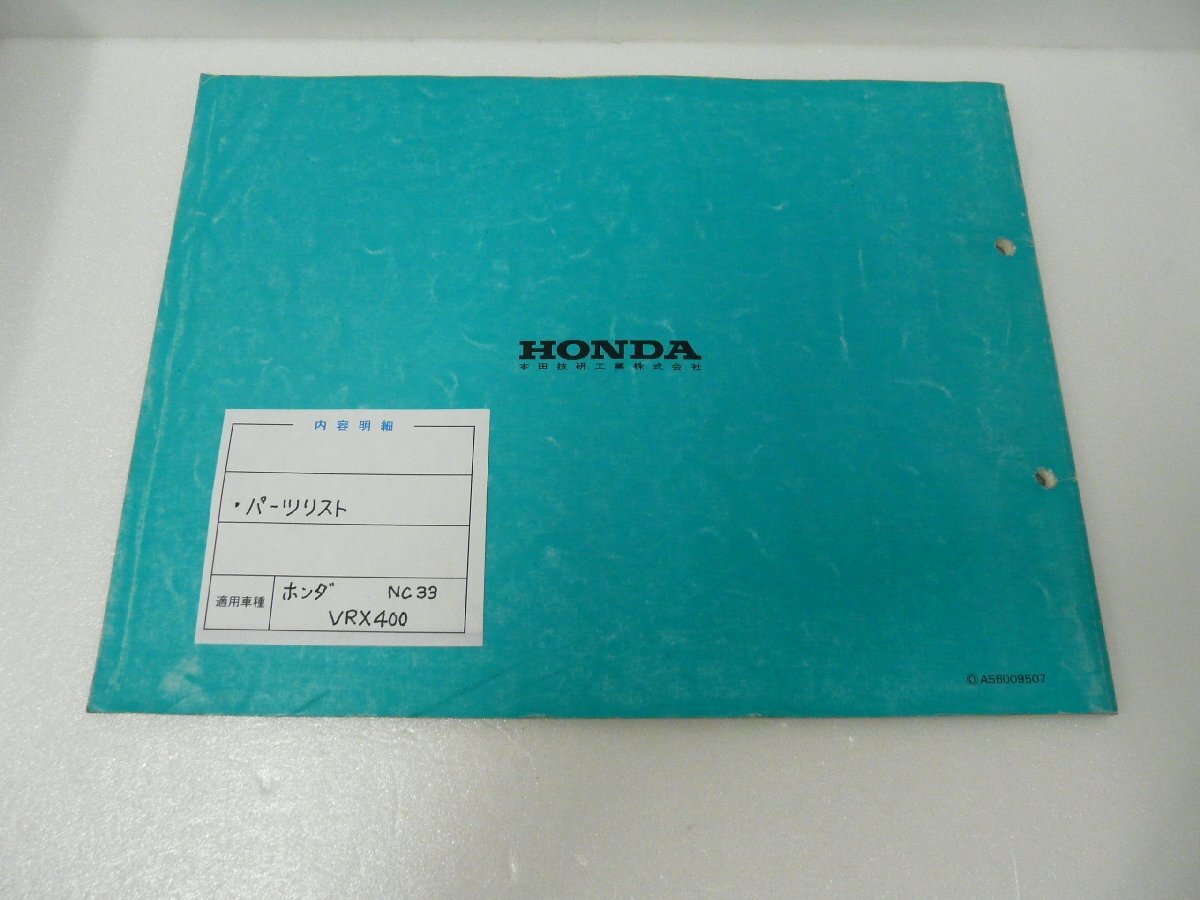 HONDA
本田技研工業株式会社
内容明細
・パーツリスト
適用車種
ホンダ NC33
VRX400
© A56009507